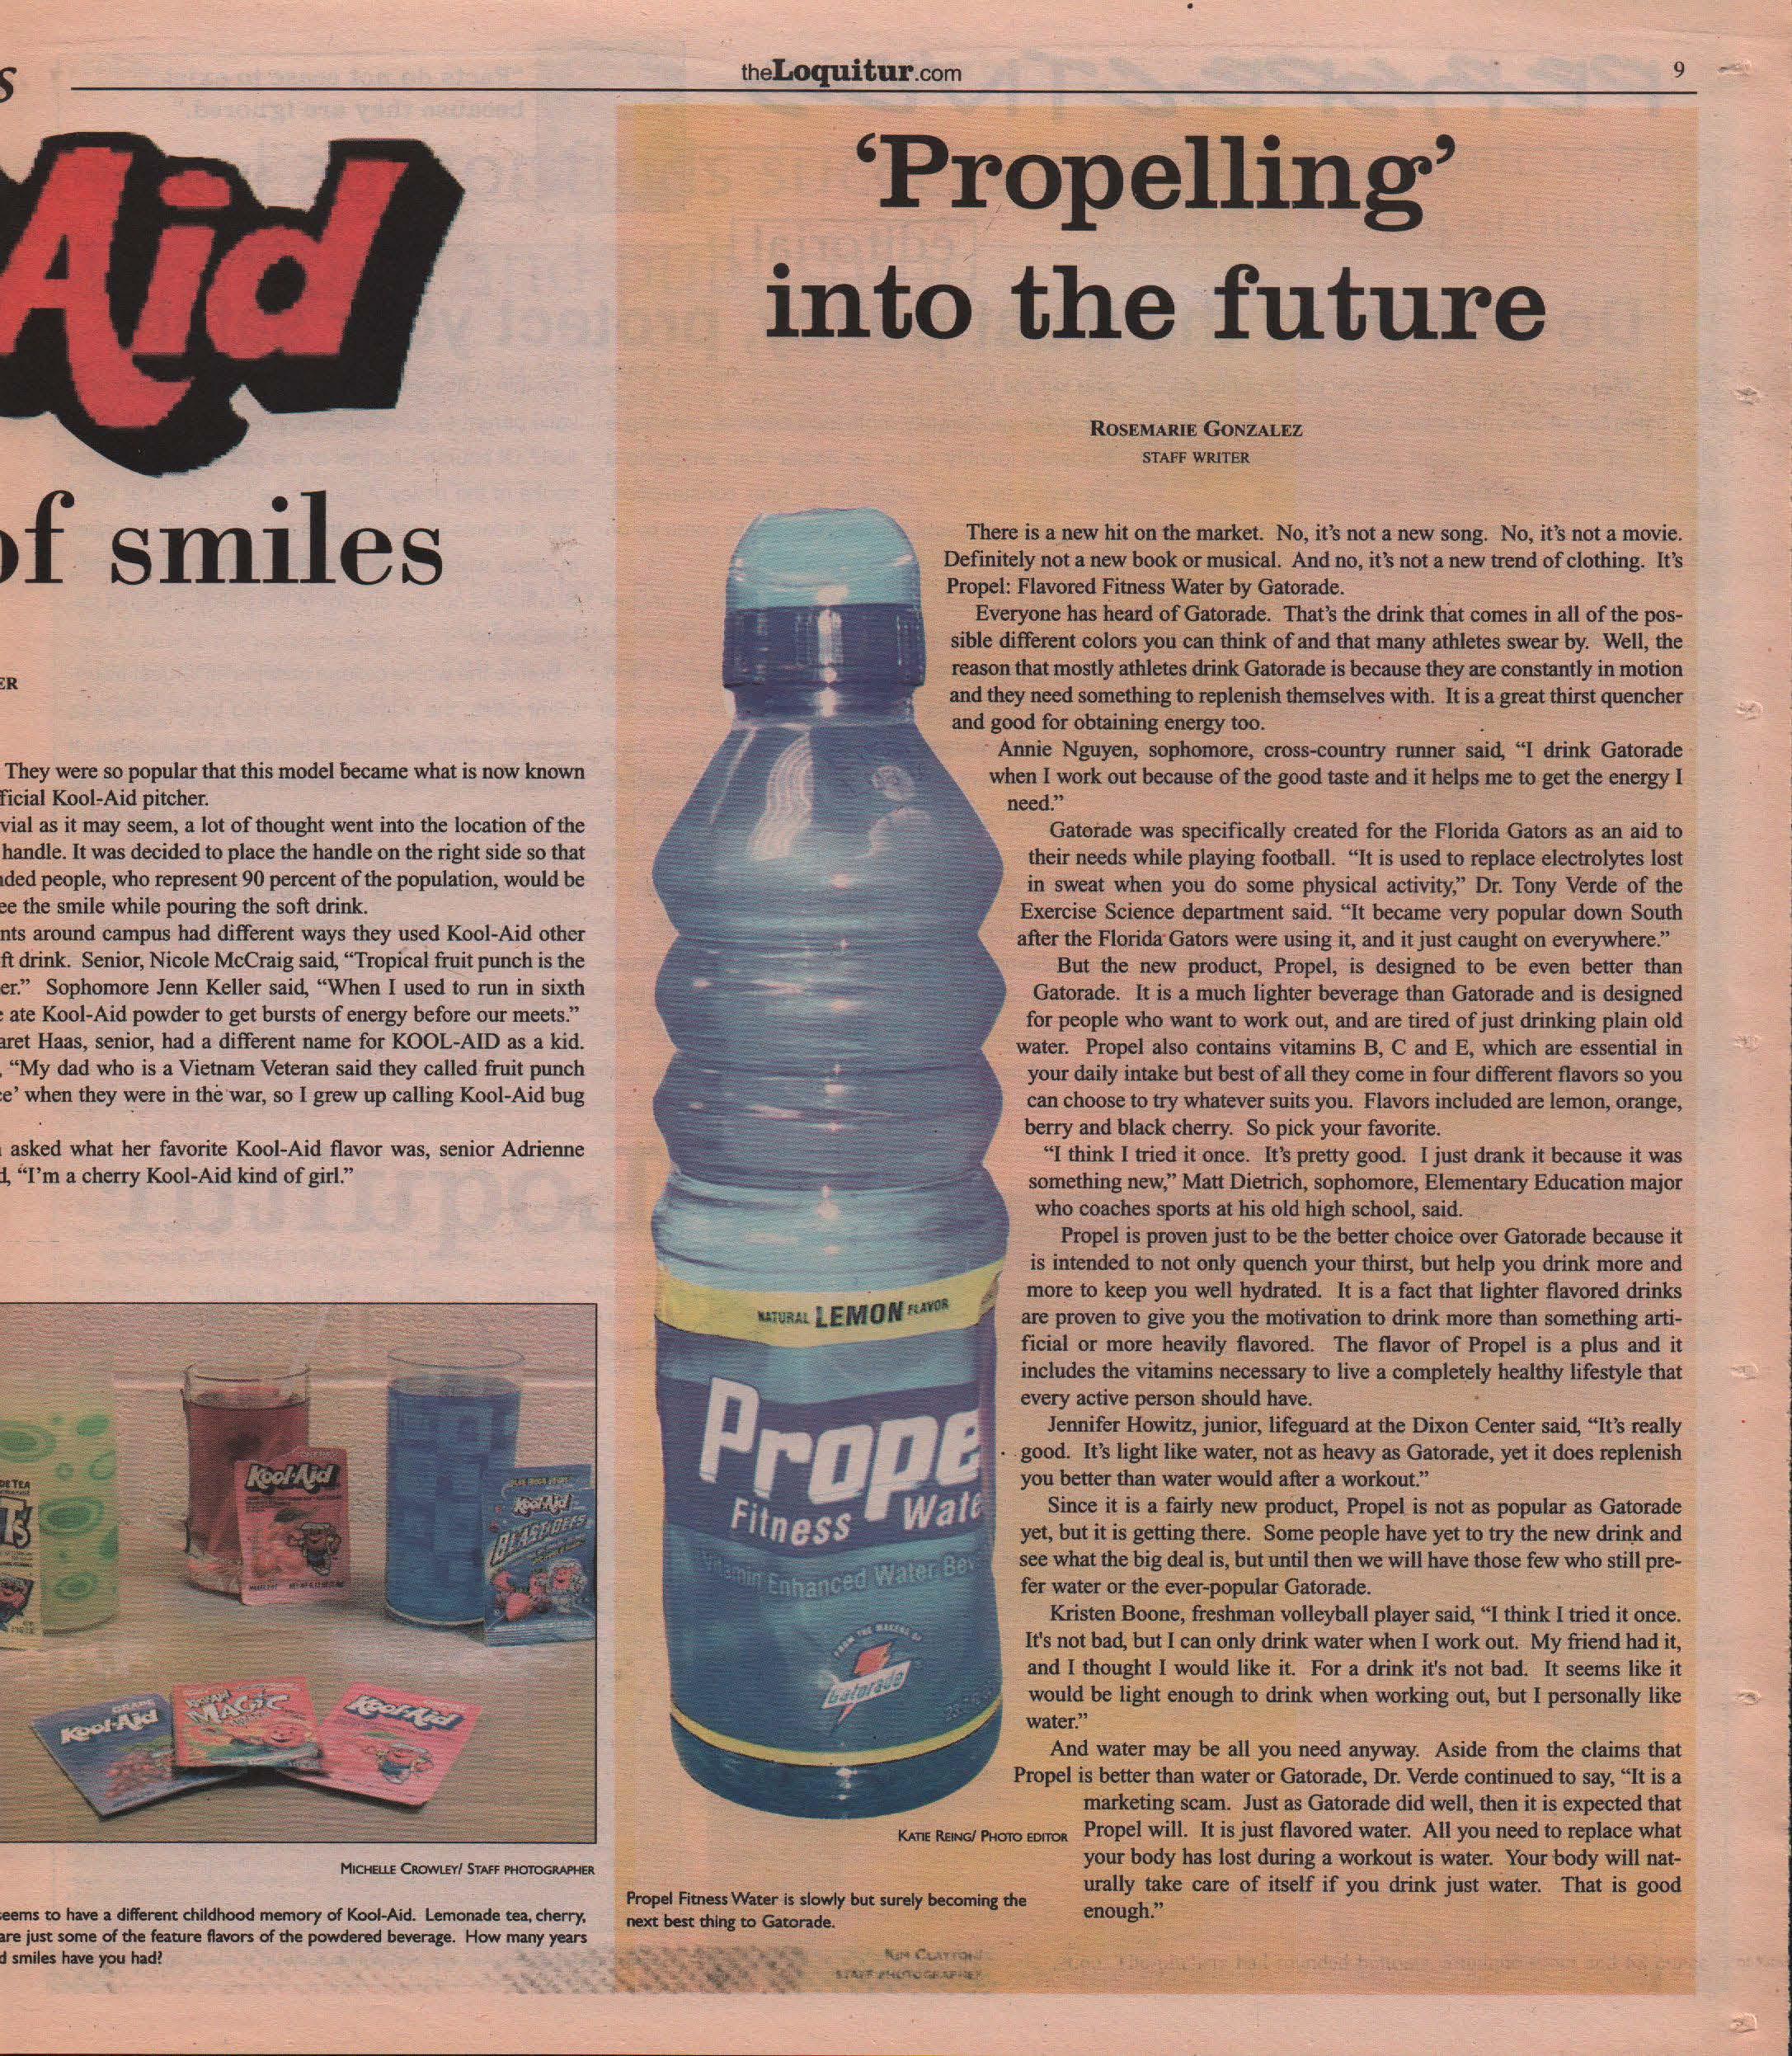 s
theLoquitur.com
9
Aid
of smiles
ER
They were so popular that this model became what is now known
ficial Kool-Aid pitcher.
vial as it may seem, a lot of thought went into the location of the
handle. It was decided to place the handle on the right side so that
nded people, who represent 90 percent of the population, would be
ee the smile while pouring the soft drink.
nts around campus had different ways they used Kool-Aid other
ft drink. Senior, Nicole McCraig said, “Tropical fruit punch is the
er.” Sophomore Jenn Keller said, “When I used to run in sixth
e ate Kool-Aid powder to get bursts of energy before our meets.”
aret Haas, senior, had a different name for KOOL-AID as a kid.
, “My dad who is a Vietnam Veteran said they called fruit punch
ce’ when they were in the war, so I grew up calling Kool-Aid bug
asked what her favorite Kool-Aid flavor was, senior Adrienne
d, “I’m a cherry Kool-Aid kind of girl.”
Kool-Aid
Kool-Aid
BLASTOFFS
GRAPE
Kool-Aid
MAGIC
Kool-Aid
MICHELLE CROWLEY/ STAFF PHOTOGRAPHER
seems to have a different childhood memory of Kool-Aid. Lemonade tea, cherry,
are just some of the feature flavors of the powdered beverage. How many years
d smiles have you had?
‘Propelling’
into the future
ROSEMARIE GONZALEZ
STAFF WRITER
There is a new hit on the market. No, it’s not a new song. No, it’s not a movie.
Definitely not a new book or musical. And no, it’s not a new trend of clothing. It’s
Propel: Flavored Fitness Water by Gatorade.
Everyone has heard of Gatorade. That’s the drink that comes in all of the pos-
sible different colors you can think of and that many athletes swear by. Well, the
reason that mostly athletes drink Gatorade is because they are constantly in motion
and they need something to replenish themselves with. It is a great thirst quencher
and good for obtaining energy too.
Annie Nguyen, sophomore, cross-country runner said, “I drink Gatorade
when I work out because of the good taste and it helps me to get the energy I
need.”
Gatorade was specifically created for the Florida Gators as an aid to
their needs while playing football. “It is used to replace electrolytes lost
in sweat when you do some physical activity,” Dr. Tony Verde of the
Exercise Science department said. “It became very popular down South
after the Florida Gators were using it, and it just caught on everywhere.”
But the new product, Propel, is designed to be even better than
Gatorade. It is a much lighter beverage than Gatorade and is designed
for people who want to work out, and are tired of just drinking plain old
water. Propel also contains vitamins B, C and E, which are essential in
your daily intake but best of all they come in four different flavors so you
can choose to try whatever suits you. Flavors included are lemon, orange,
berry and black cherry. So pick your favorite.
“I think I tried it once. It’s pretty good. I just drank it because it was
something new,” Matt Dietrich, sophomore, Elementary Education major
who coaches sports at his old high school, said.
Propel is proven just to be the better choice over Gatorade because it
is intended to not only quench your thirst, but help you drink more and
more to keep you well hydrated. It is a fact that lighter flavored drinks
are proven to give you the motivation to drink more than something arti-
ficial or more heavily flavored. The flavor of Propel is a plus and it
includes the vitamins necessary to live a completely healthy lifestyle that
every active person should have.
Jennifer Howitz, junior, lifeguard at the Dixon Center said, “It’s really
good. It’s light like water, not as heavy as Gatorade, yet it does replenish
you better than water would after a workout.”
Since it is a fairly new product, Propel is not as popular as Gatorade
yet, but it is getting there. Some people have yet to try the new drink and
see what the big deal is, but until then we will have those few who still pre-
fer water or the ever-popular Gatorade.
Kristen Boone, freshman volleyball player said, “I think I tried it once.
It's not bad, but I can only drink water when I work out. My friend had it,
and I thought I would like it. For a drink it's not bad. It seems like it
would be light enough to drink when working out, but I personally like
water.”
And water may be all you need anyway. Aside from the claims that
Propel is better than water or Gatorade, Dr. Verde continued to say, “It is a
marketing scam. Just as Gatorade did well, then it is expected that
Propel will. It is just flavored water. All you need to replace what
your body has lost during a workout is water. Your body will nat-
urally take care of itself if you drink just water. That is good
enough.”
NATURAL LEMON FLAVOR
Prope
Fitness Wate
amin Enhanced Water Bev
FROM THE MAKERS OF
Gatorade
KATIE REING/ PHOTO EDITOR
Propel Fitness Water is slowly but surely becoming the
next best thing to Gatorade.